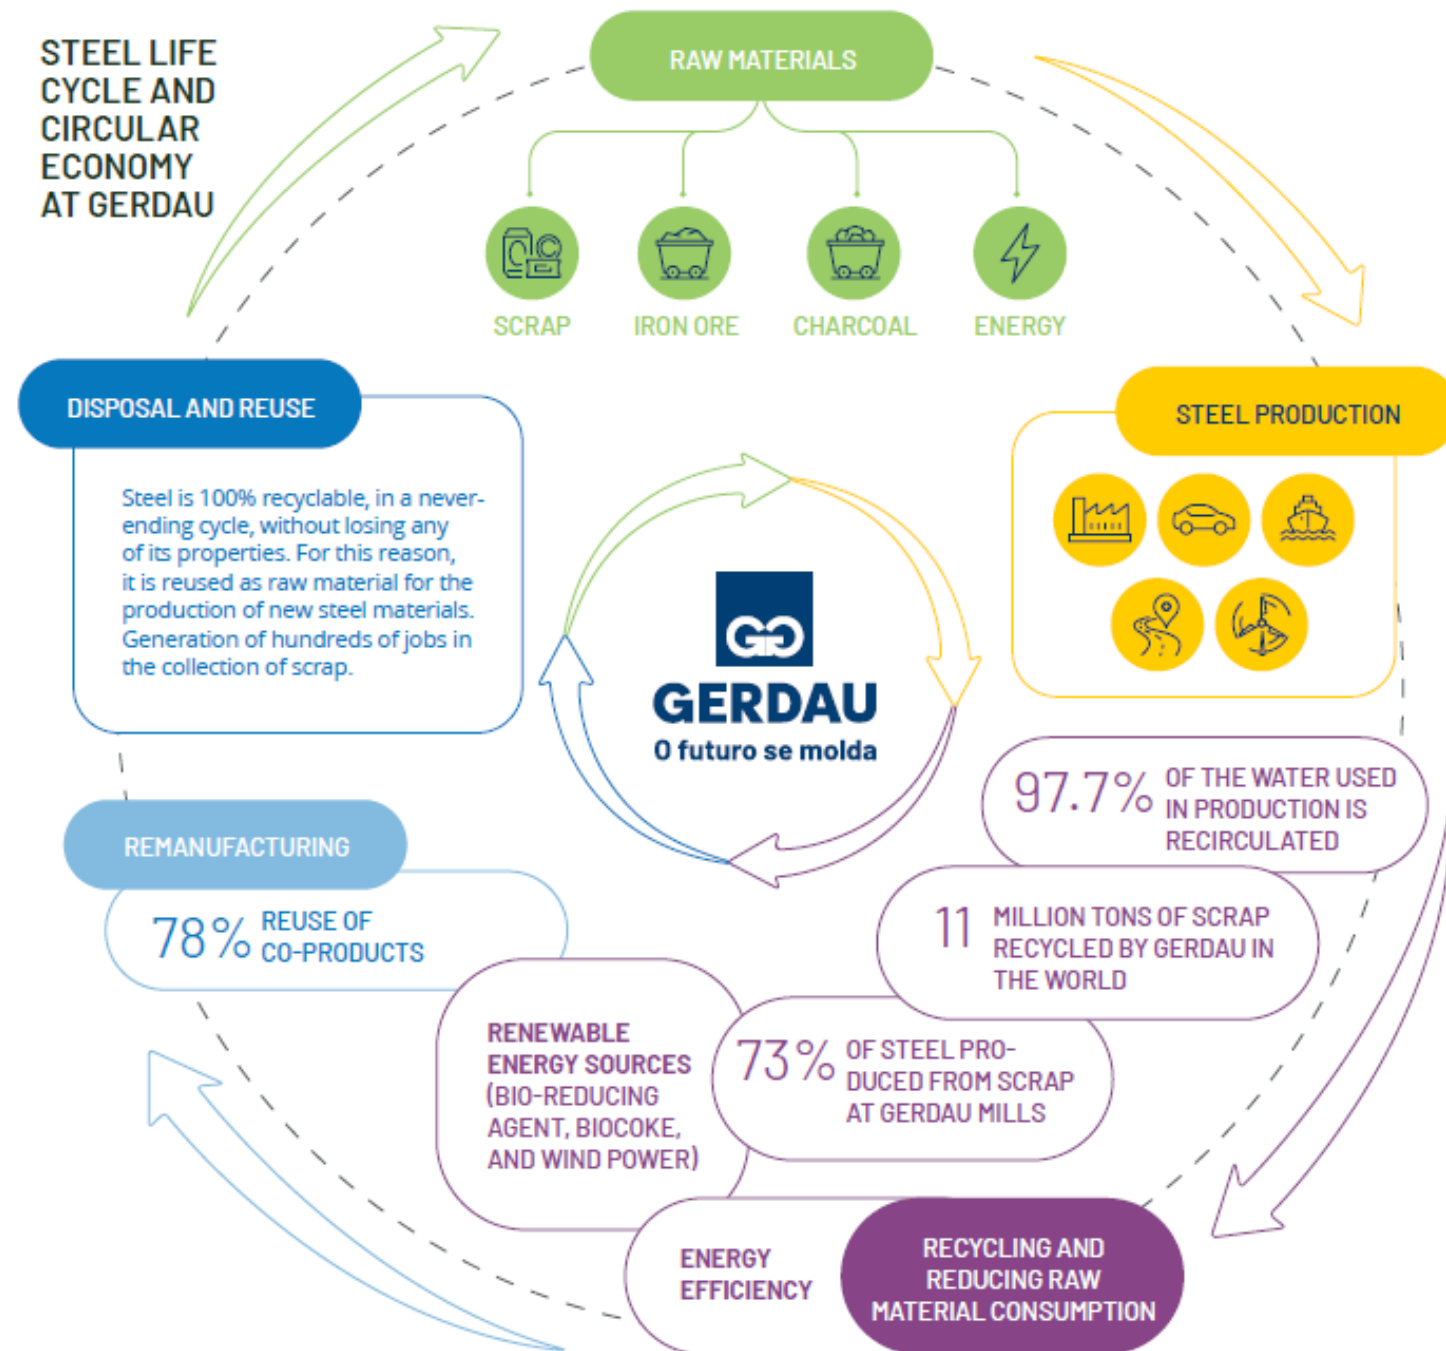 STEEL LIFE
CYCLE AND
CIRCULAR
ECONOMY
AT GERDAU
RAW MATERIALS
SCRAP
IRON ORE
CHARCOAL
ENERGY
DISPOSAL AND REUSE
Steel is 100% recyclable, in a never-
ending cycle, without losing any
of its properties. For this reason,
it is reused as raw material for the
production of new steel materials.
Generation of hundreds of jobs in
the collection of scrap.
STEEL PRODUCTION
GERDAU
O futuro se molda
97.7% OF THE WATER USED
IN PRODUCTION IS
RECIRCULATED
11 MILLION TONS OF SCRAP
RECYCLED BY GERDAU IN
THE WORLD
73% OF STEEL PRO-
DUCED FROM SCRAP
AT GERDAU MILLS
REMANUFACTURING
78% REUSE OF
CO-PRODUCTS
RENEWABLE
ENERGY SOURCES
(BIO-REDUCING
AGENT, BIOCOKE,
AND WIND POWER)
ENERGY
EFFICIENCY
RECYCLING AND
REDUCING RAW
MATERIAL CONSUMPTION